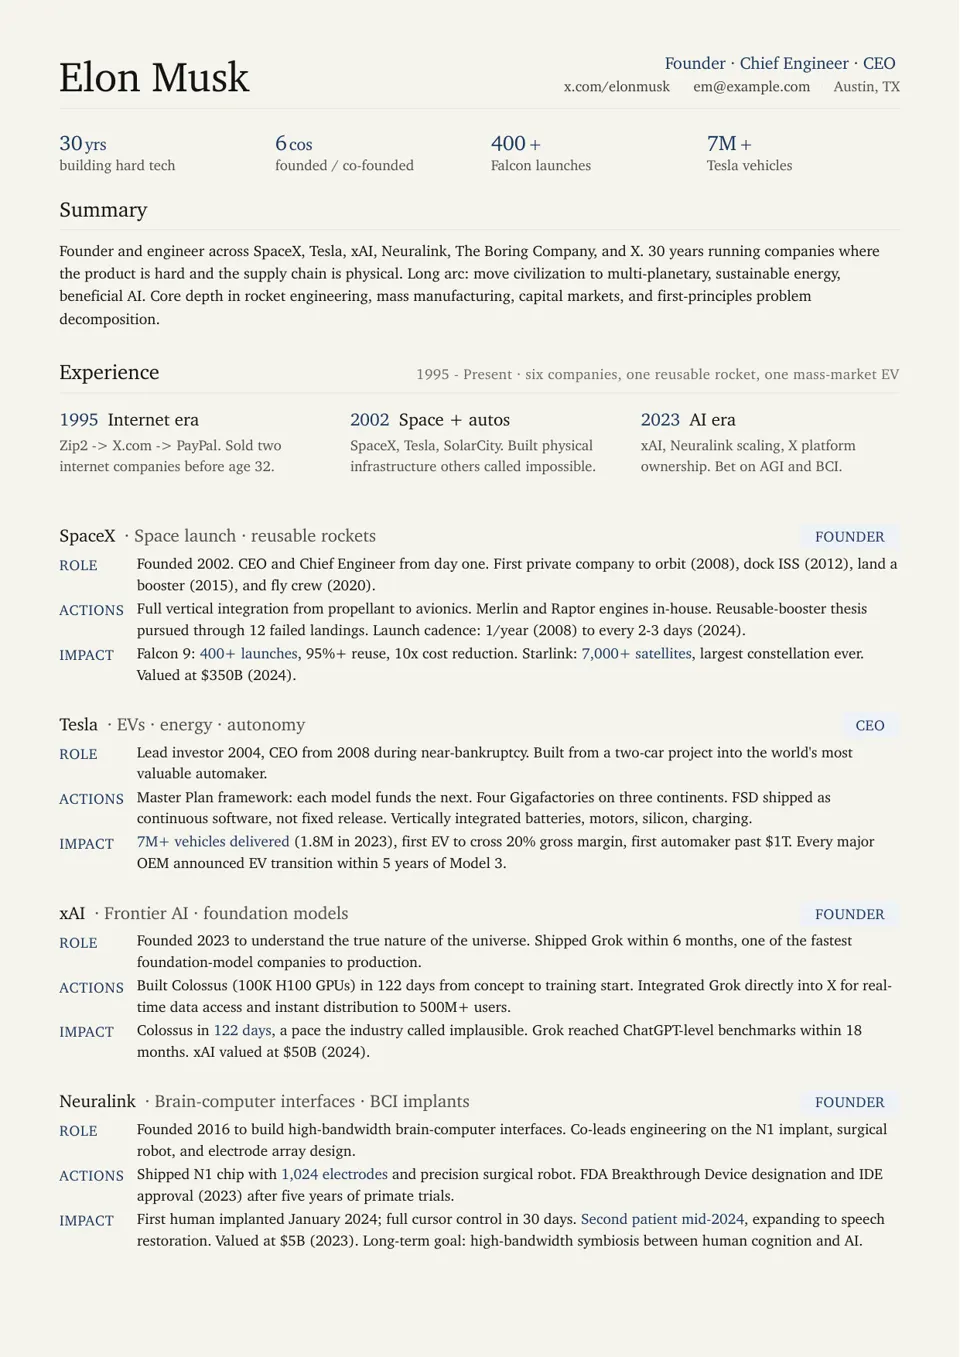 Elon Musk
Founder · Chief Engineer · CEO
x.com/elonmusk em@example.com Austin, TX
30 yrs
building hard tech
6 cos
founded / co-founded
400 +
Falcon launches
7M +
Tesla vehicles
Summary
Founder and engineer across SpaceX, Tesla, xAI, Neuralink, The Boring Company, and X. 30 years running companies where
the product is hard and the supply chain is physical. Long arc: move civilization to multi-planetary, sustainable energy,
beneficial AI. Core depth in rocket engineering, mass manufacturing, capital markets, and first-principles problem
decomposition.
Experience
1995 - Present · six companies, one reusable rocket, one mass-market EV
1995 Internet era
Zip2 -> X.com -> PayPal. Sold two
internet companies before age 32.
2002 Space + autos
SpaceX, Tesla, SolarCity. Built physical
infrastructure others called impossible.
2023 AI era
xAI, Neuralink scaling, X platform
ownership. Bet on AGI and BCI.
SpaceX · Space launch · reusable rockets
FOUNDER
ROLE Founded 2002. CEO and Chief Engineer from day one. First private company to orbit (2008), dock ISS (2012), land a
booster (2015), and fly crew (2020).
ACTIONS Full vertical integration from propellant to avionics. Merlin and Raptor engines in-house. Reusable-booster thesis
pursued through 12 failed landings. Launch cadence: 1/year (2008) to every 2-3 days (2024).
IMPACT Falcon 9: 400+ launches, 95%+ reuse, 10x cost reduction. Starlink: 7,000+ satellites, largest constellation ever.
Valued at $350B (2024).
Tesla · EVs · energy · autonomy
CEO
ROLE Lead investor 2004, CEO from 2008 during near-bankruptcy. Built from a two-car project into the world's most
valuable automaker.
ACTIONS Master Plan framework: each model funds the next. Four Gigafactories on three continents. FSD shipped as
continuous software, not fixed release. Vertically integrated batteries, motors, silicon, charging.
IMPACT 7M+ vehicles delivered (1.8M in 2023), first EV to cross 20% gross margin, first automaker past $1T. Every major
OEM announced EV transition within 5 years of Model 3.
xAI · Frontier AI · foundation models
FOUNDER
ROLE Founded 2023 to understand the true nature of the universe. Shipped Grok within 6 months, one of the fastest
foundation-model companies to production.
ACTIONS Built Colossus (100K H100 GPUs) in 122 days from concept to training start. Integrated Grok directly into X for real-
time data access and instant distribution to 500M+ users.
IMPACT Colossus in 122 days, a pace the industry called implausible. Grok reached ChatGPT-level benchmarks within 18
months. xAI valued at $50B (2024).
Neuralink · Brain-computer interfaces · BCI implants
FOUNDER
ROLE Founded 2016 to build high-bandwidth brain-computer interfaces. Co-leads engineering on the N1 implant, surgical
robot, and electrode array design.
ACTIONS Shipped N1 chip with 1,024 electrodes and precision surgical robot. FDA Breakthrough Device designation and IDE
approval (2023) after five years of primate trials.
IMPACT First human implanted January 2024; full cursor control in 30 days. Second patient mid-2024, expanding to speech
restoration. Valued at $5B (2023). Long-term goal: high-bandwidth symbiosis between human cognition and AI.